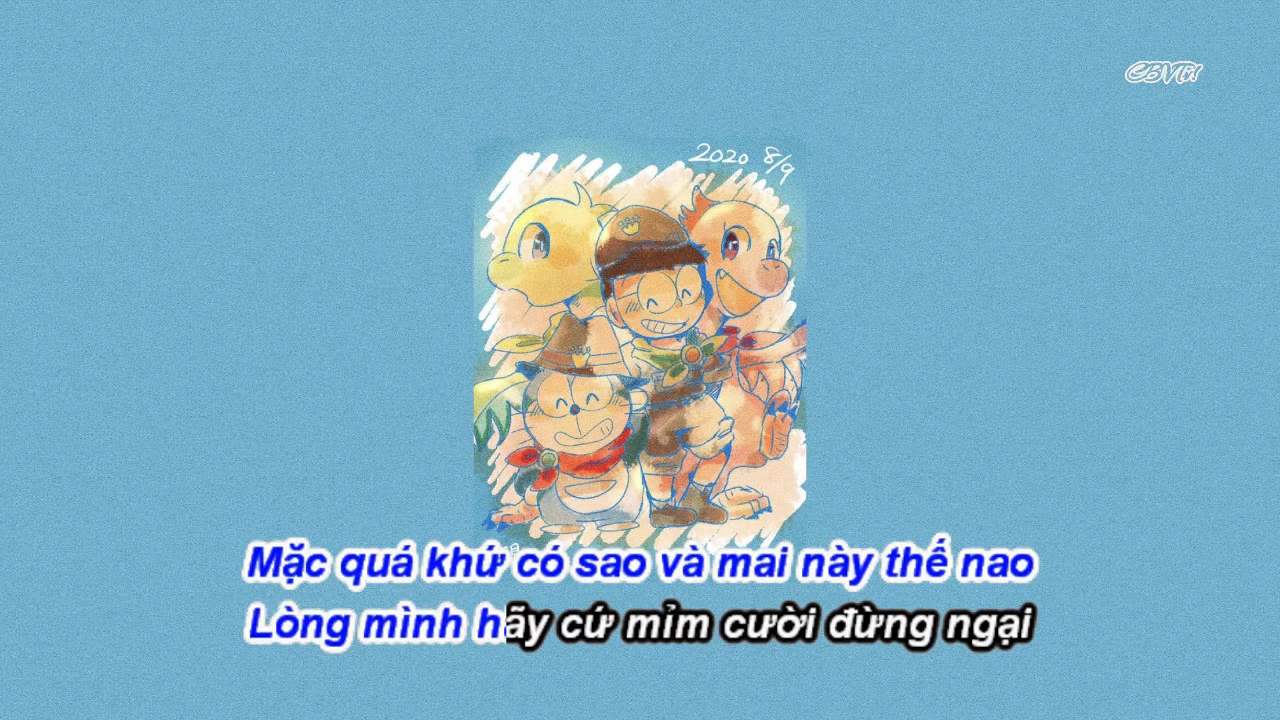 2020 8/9
Mặc quá khứ có sao và mai này thế nao
Lòng mình hãy cứ mỉm cười đừng ngại